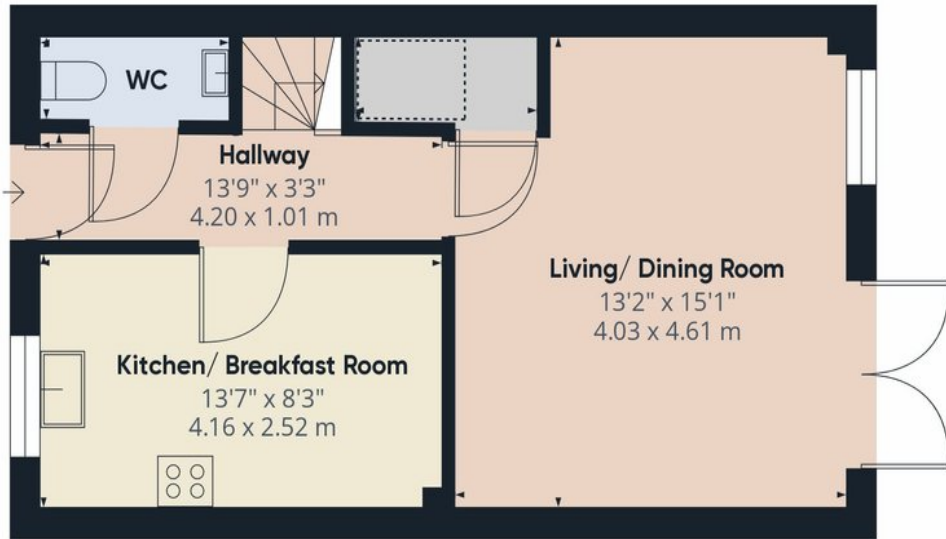 WC
Hallway
13'9" x 3'3"
4.20 x 1.01 m
Living/ Dining Room
13'2" x 15'1"
4.03 x 4.61 m
Kitchen/ Breakfast Room
13'7" x 8'3"
4.16 x 2.52 m